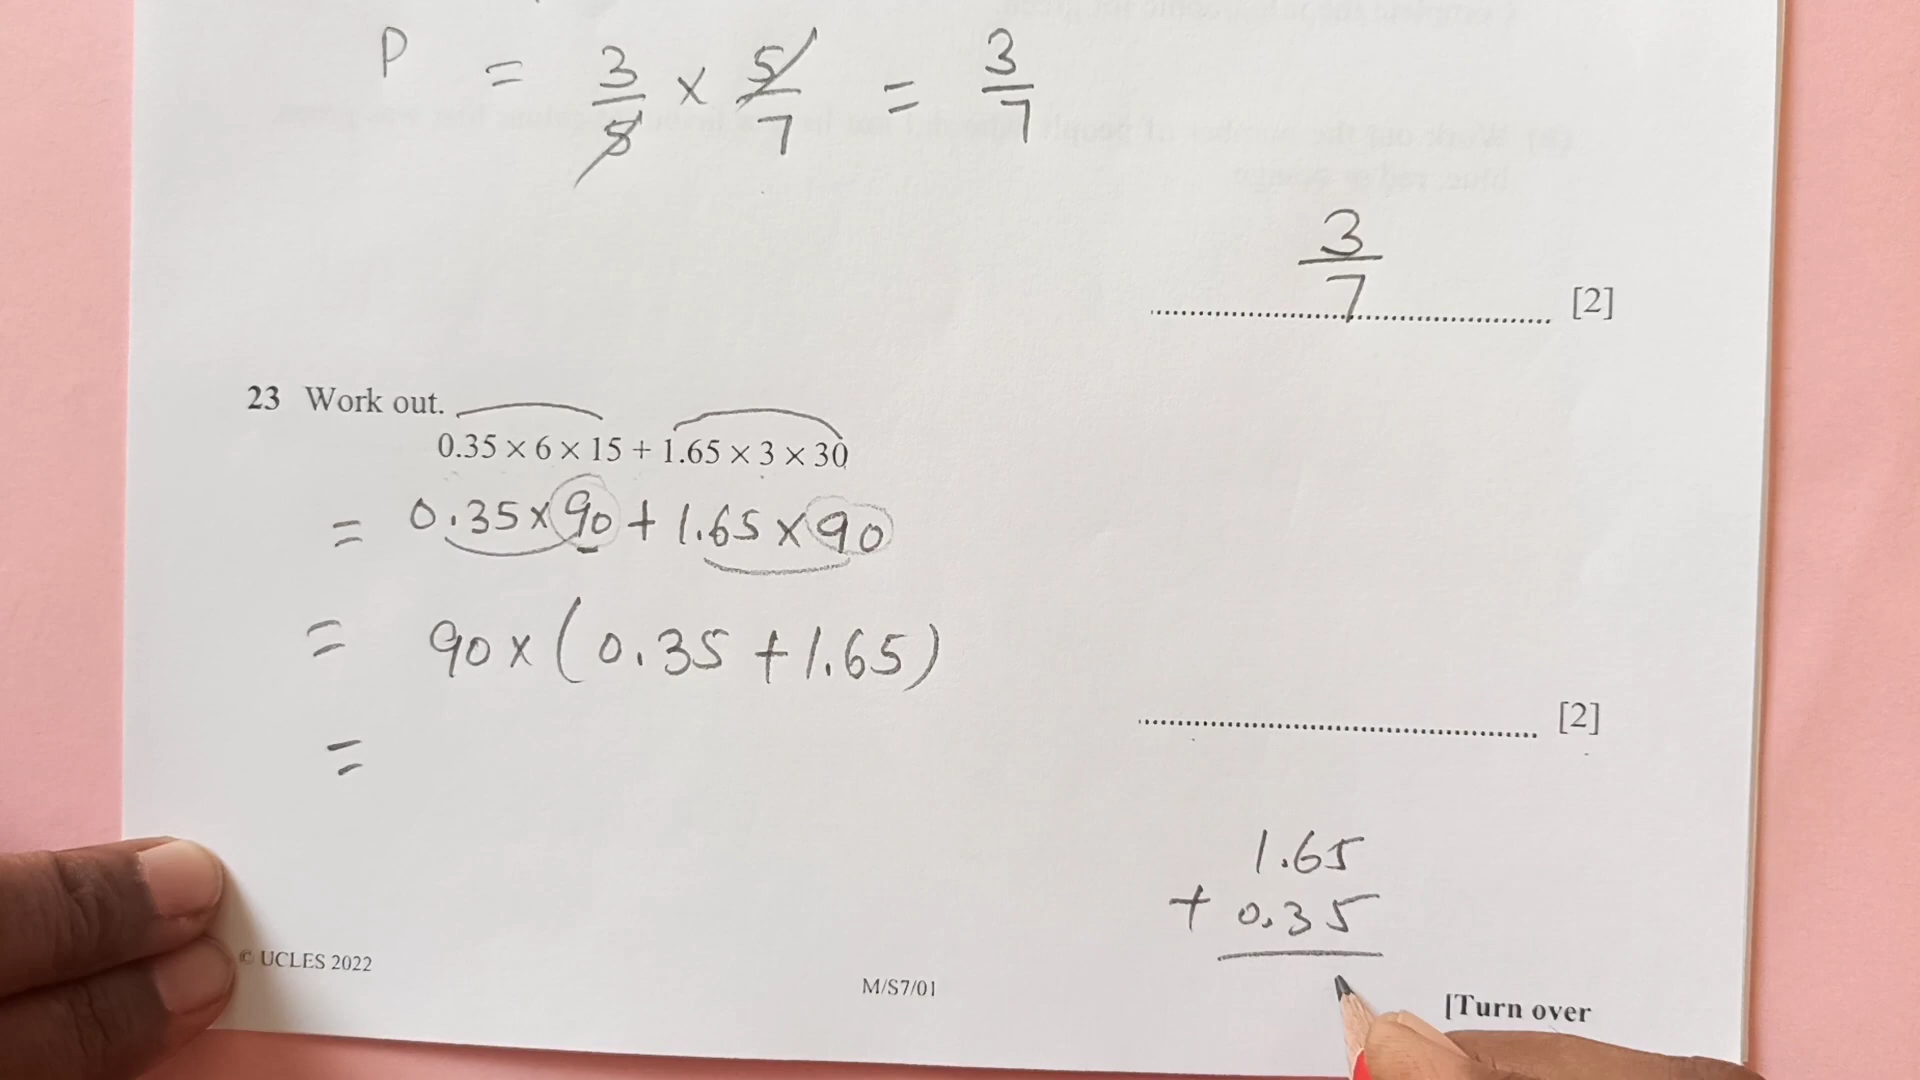 P = 3/5 × 5/7 = 3/7
3/7
[2]
23 Work out.
0.35 × 6 × 15 + 1.65 × 3 × 30
= 0.35 × 90 + 1.65 × 90
= 90 × (0.35 + 1.65)
[2]
=
1.65
+ 0.35
© UCLES 2022
M/S7/01
[Turn over